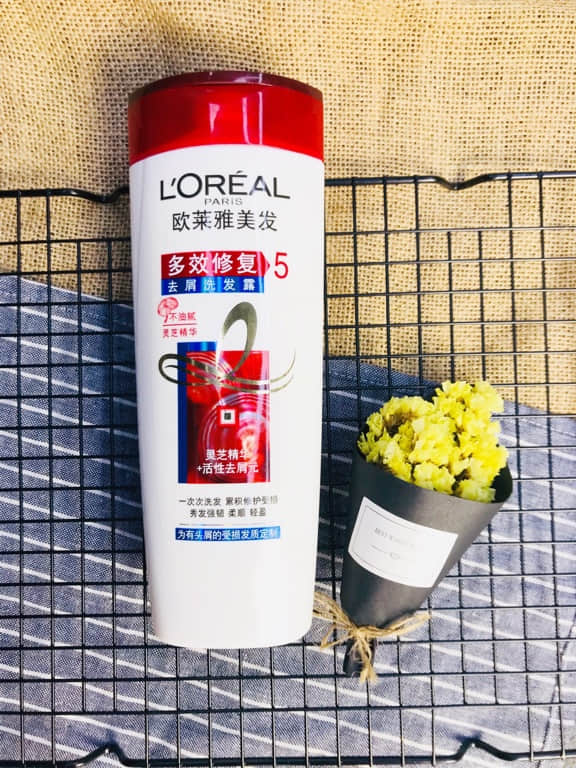 L'ORÉAL
PARIS
欧莱雅美发
多效修复 5
去屑洗发露
不油腻
灵芝精华
灵芝精华
+活性去屑元
一次次洗发 累积修护受损
秀发强韧 柔顺 轻盈
为有头屑的受损发质定制